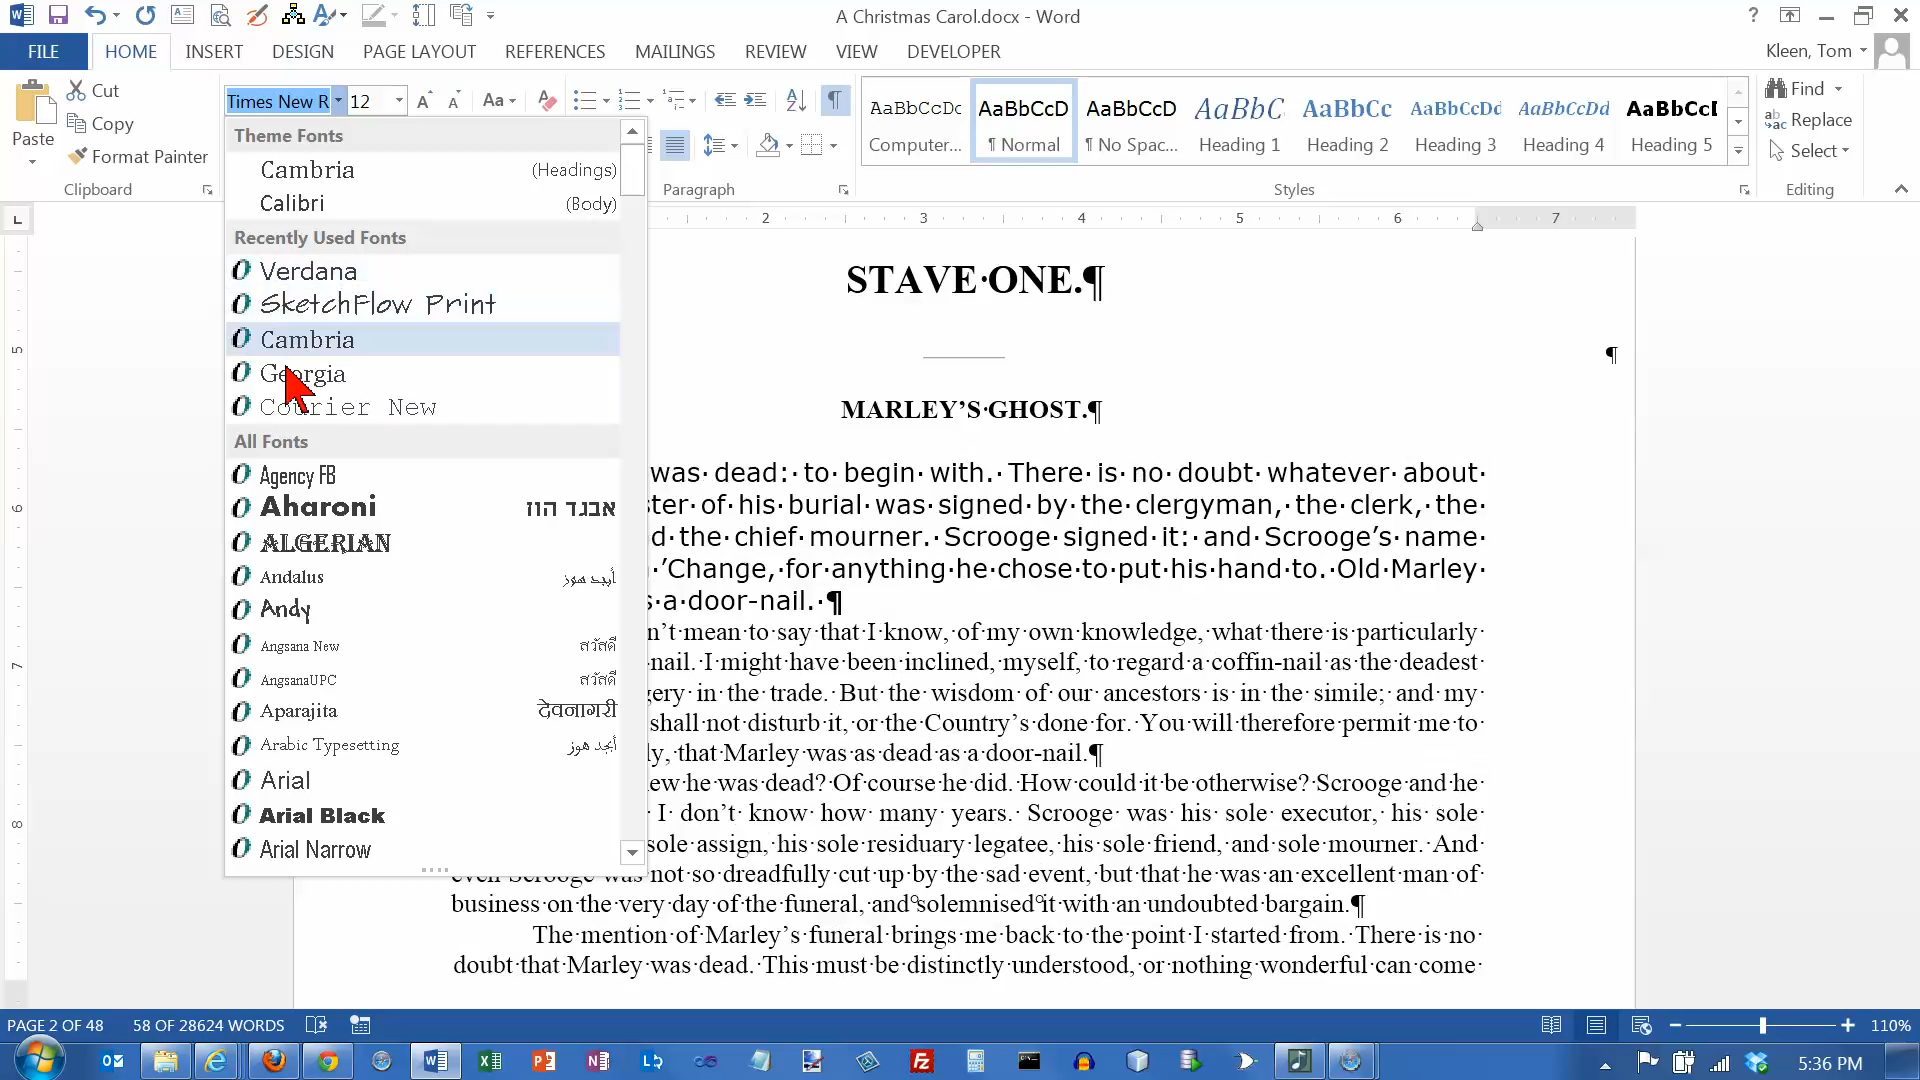 A Christmas Carol.docx - Word
FILE HOME INSERT DESIGN PAGE LAYOUT REFERENCES MAILINGS REVIEW VIEW DEVELOPER Kleen, Tom
Paste
Cut
Copy
Format Painter
Clipboard
Times New R 12
Paragraph
AaBbCcDc AaBbCcD AaBbCcD AaBbC AaBbCc AaBbCcDd AaBbCcDd AaBbCcI
Computer... ¶ Normal ¶ No Spac... Heading 1 Heading 2 Heading 3 Heading 4 Heading 5
Styles
Find
Replace
Select
Editing
Theme Fonts
Cambria (Headings)
Calibri (Body)
Recently Used Fonts
Verdana
SketchFlow Print
Cambria
Georgia
Courier New
All Fonts
Agency FB
Aharoni אבגד הוז
ALGERIAN
Andalus أبجد هوز
Andy
Angsana New สวัสดี
AngsanaUPC สวัสดี
Aparajita देवनागरी
Arabic Typesetting أبجد هوز
Arial
Arial Black
Arial Narrow
2 3 4 5 6 7
5
6
7
8
STAVE·ONE.¶
¶
MARLEY’S·GHOST.¶
was· dead:· to· begin· with.· There· is· no· doubt· whatever· about·
ster·of·his·burial·was·signed·by·the·clergyman,·the·clerk,·the·
d·the·chief·mourner.·Scrooge·signed·it:·and·Scrooge’s·name·
’Change,·for·anything·he·chose·to·put·his·hand·to.·Old·Marley·
s·a·door-nail.·¶
n’t·mean·to·say·that·I·know,·of·my·own·knowledge,·what·there·is·particularly·
-nail.·I·might·have·been·inclined,·myself,·to·regard·a·coffin-nail·as·the·deadest·
gery·in·the·trade.·But·the·wisdom·of·our·ancestors·is·in·the·simile;·and·my·
shall·not·disturb·it,·or·the·Country’s·done·for.·You·will·therefore·permit·me·to·
ly,·that·Marley·was·as·dead·as·a·door-nail.¶
ew·he·was·dead?·Of·course·he·did.·How·could·it·be·otherwise?·Scrooge·and·he·
I·don’t·know·how·many·years.·Scrooge·was·his·sole·executor,·his·sole·
sole·assign,·his·sole·residuary·legatee,·his·sole·friend,·and·sole·mourner.·And·
even·Scrooge·was·not·so·dreadfully·cut·up·by·the·sad·event,·but·that·he·was·an·excellent·man·of·
business·on·the·very·day·of·the·funeral,·and°solemnised°it·with·an·undoubted·bargain.¶
The·mention·of·Marley’s·funeral·brings·me·back·to·the·point·I·started·from.·There·is·no·
doubt·that·Marley·was·dead.·This·must·be·distinctly·understood,·or·nothing·wonderful·can·come·
PAGE 2 OF 48 58 OF 28624 WORDS 110%
5:36 PM